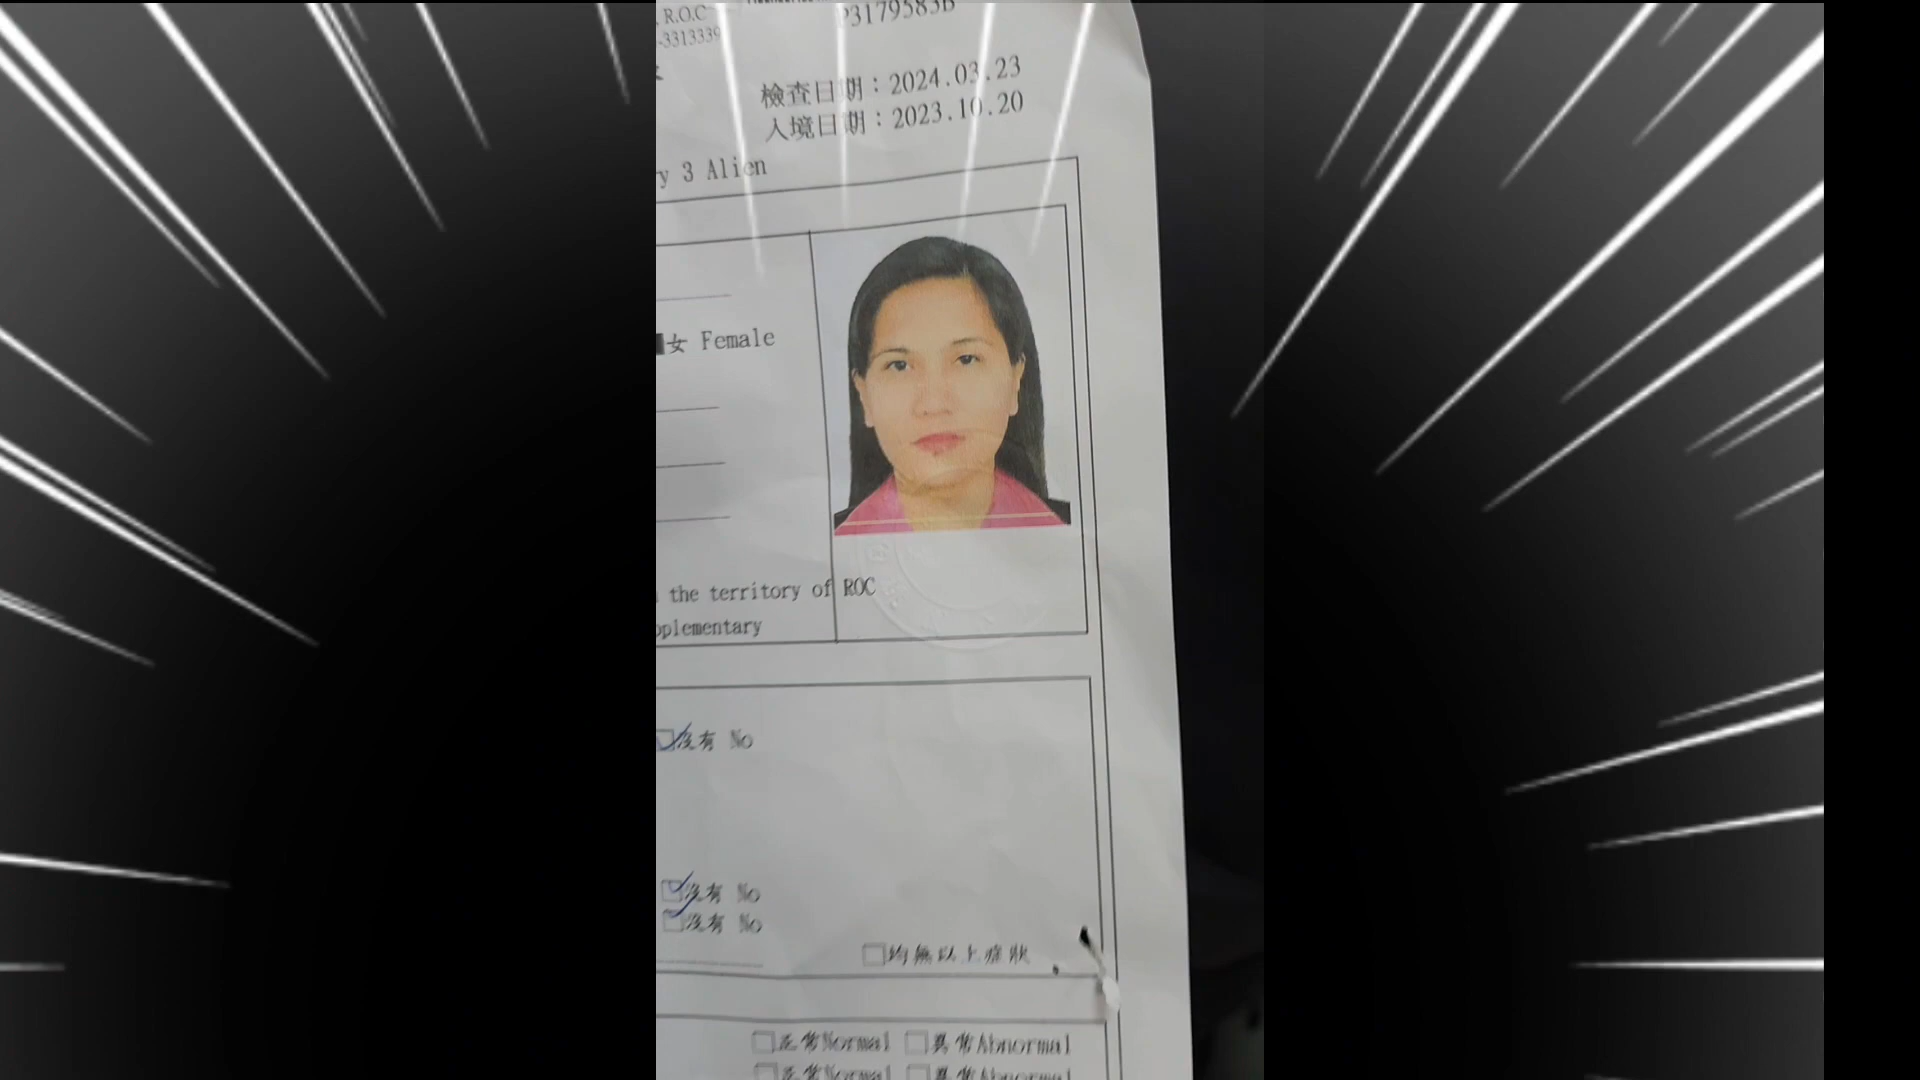 R.O.C
-3313339
P3179583B
檢查日期：2024.03.23
入境日期：2023.10.20
y 3 Alien
女 Female
the territory of ROC
pplementary
沒有 No
沒有 No
沒有 No
均無以上症狀
正常Normal 異常Abnormal
正常Normal 異常Abnormal